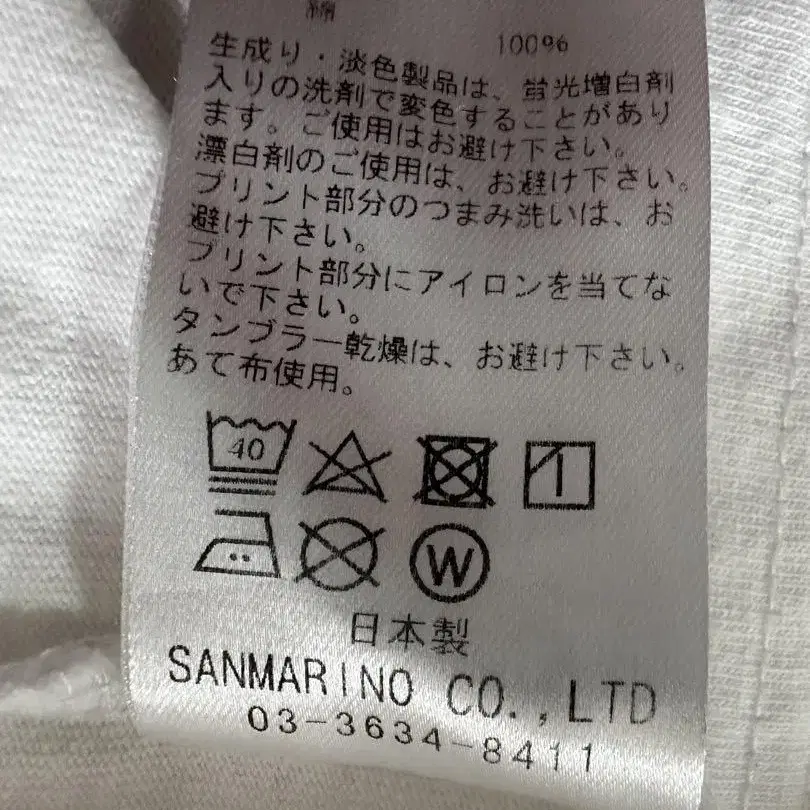 綿
100%
生成り・淡色製品は、蛍光増白剤
入りの洗剤で変色することがあり
ます。ご使用はお避け下さい。
漂白剤のご使用は、お避け下さい。
プリント部分のつまみ洗いは、お
避け下さい。
プリント部分にアイロンを当てな
いで下さい。
タンブラー乾燥は、お避け下さい。
あて布使用。
40
W
日本製
SANMARINO CO.,LTD
03-3634-8411